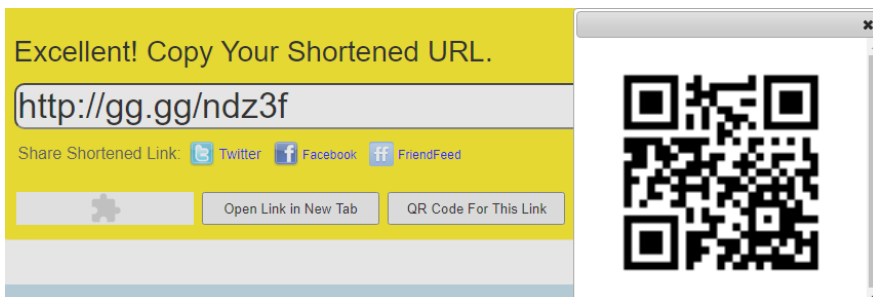 Excellent! Copy Your Shortened URL.
http://gg.gg/ndz3f
Share Shortened Link: Twitter Facebook FriendFeed
Open Link in New Tab QR Code For This Link